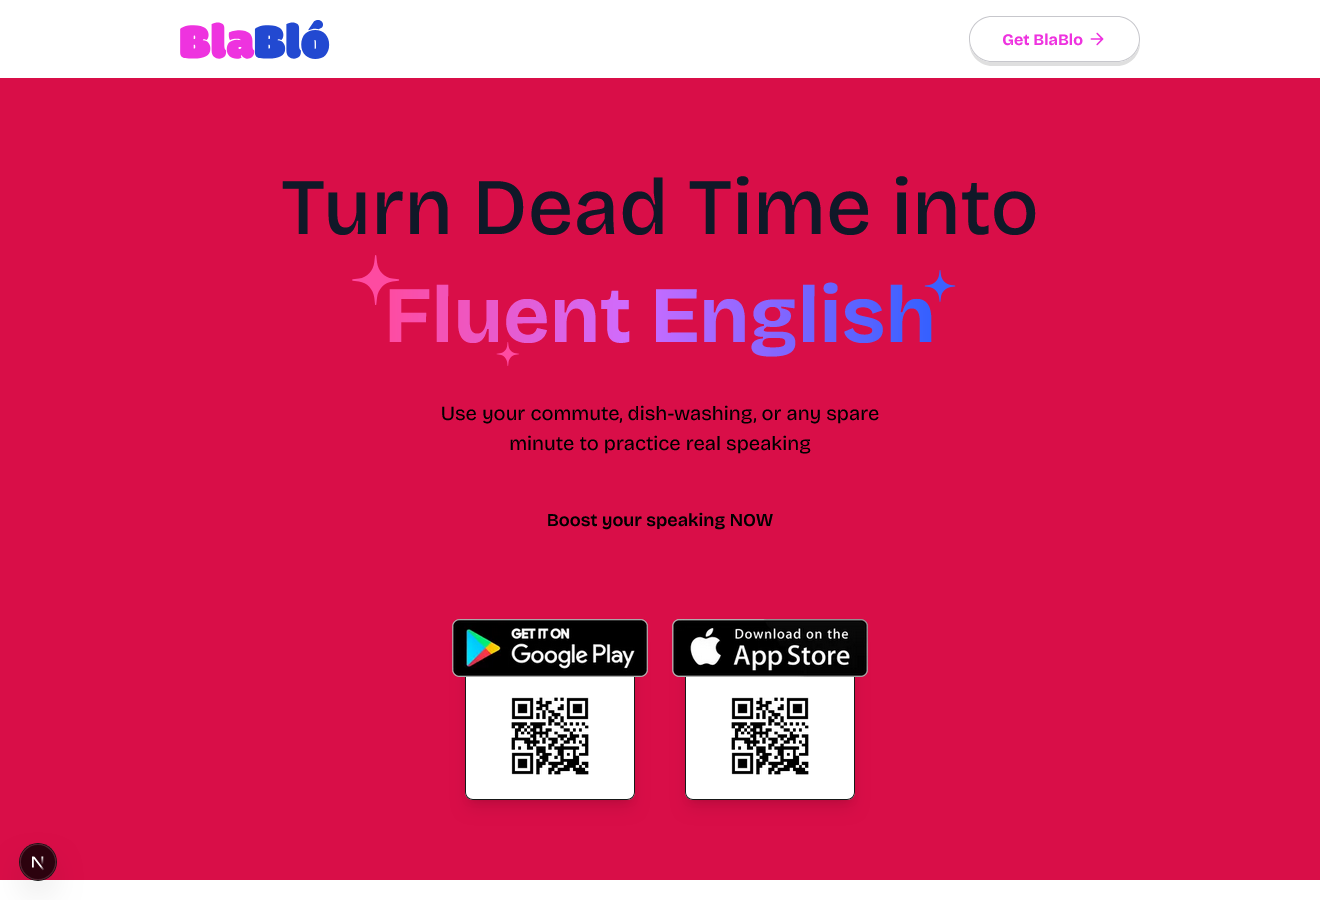 BlaBló
Get BlaBlo
Turn Dead Time into
Fluent English
Use your commute, dish-washing, or any spare
minute to practice real speaking
Boost your speaking NOW
GET IT ON
Google Play
Download on the
App Store
N